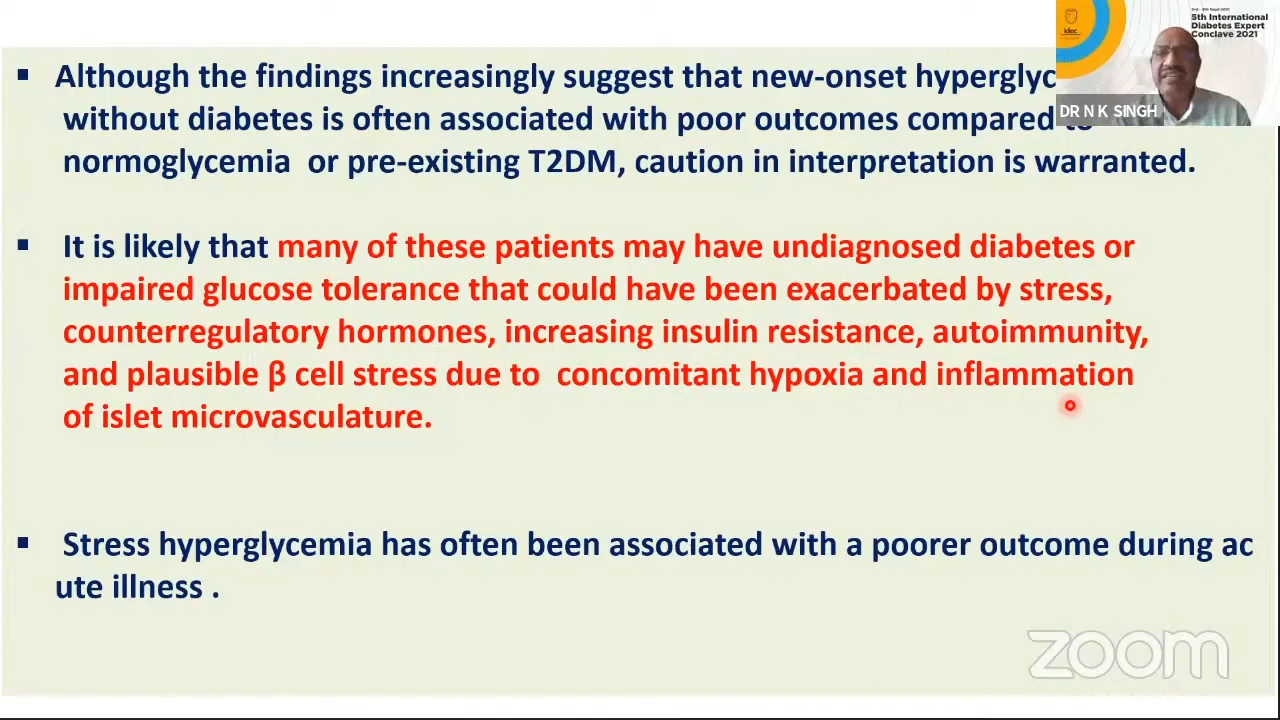 ▪ Although the findings increasingly suggest that new-onset hyperglyc
without diabetes is often associated with poor outcomes compared to
normoglycemia or pre-existing T2DM, caution in interpretation is warranted.
▪ It is likely that many of these patients may have undiagnosed diabetes or
impaired glucose tolerance that could have been exacerbated by stress,
counterregulatory hormones, increasing insulin resistance, autoimmunity,
and plausible β cell stress due to concomitant hypoxia and inflammation
of islet microvasculature.
▪ Stress hyperglycemia has often been associated with a poorer outcome during ac
ute illness .
idec
5th International
Diabetes Expert
Conclave 2021
DR N K SINGH
zoom